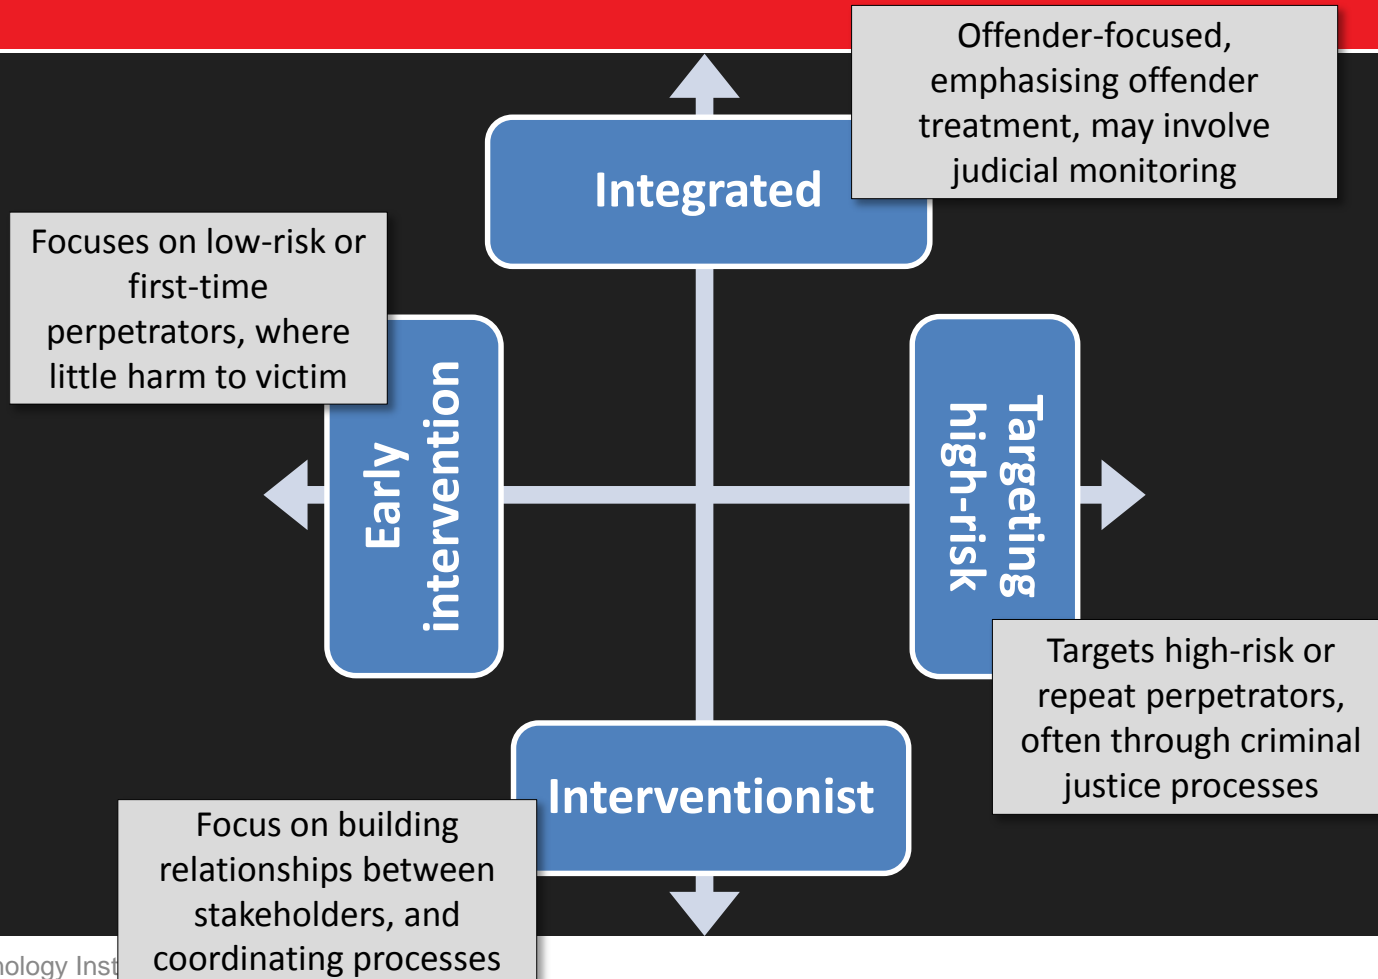 Offender-focused,
emphasising offender
treatment, may involve
judicial monitoring
Integrated
Focuses on low-risk or
first-time
perpetrators, where
little harm to victim
Early
intervention
Targeting
high-risk
Targets high-risk or
repeat perpetrators,
often through criminal
justice processes
Interventionist
Focus on building
relationships between
stakeholders, and
coordinating processes